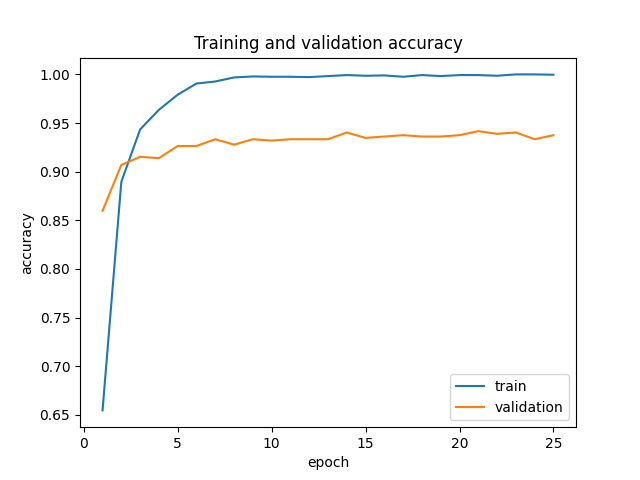 Training and validation accuracy
1.00
0.95
0.90
0.85
0.80
0.75
0.70
0.65
accuracy
train
validation
0 5 10 15 20 25
epoch